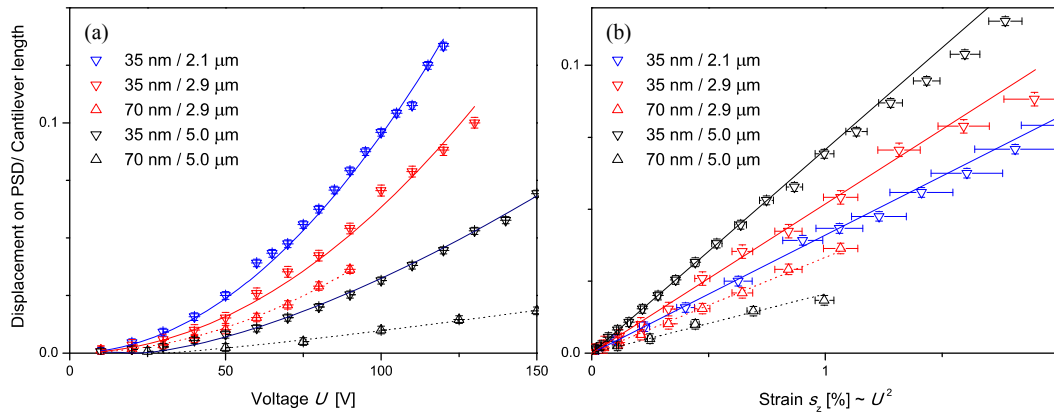 (a)
35 nm / 2.1 μm
35 nm / 2.9 μm
70 nm / 2.9 μm
35 nm / 5.0 μm
70 nm / 5.0 μm
Displacement on PSD/ Cantilever length
0.1
0.0
0
50
100
150
Voltage U [V]
(b)
35 nm / 2.1 μm
35 nm / 2.9 μm
70 nm / 2.9 μm
35 nm / 5.0 μm
70 nm / 5.0 μm
0.1
0.0
0
1
Strain s_z [%] ~ U²